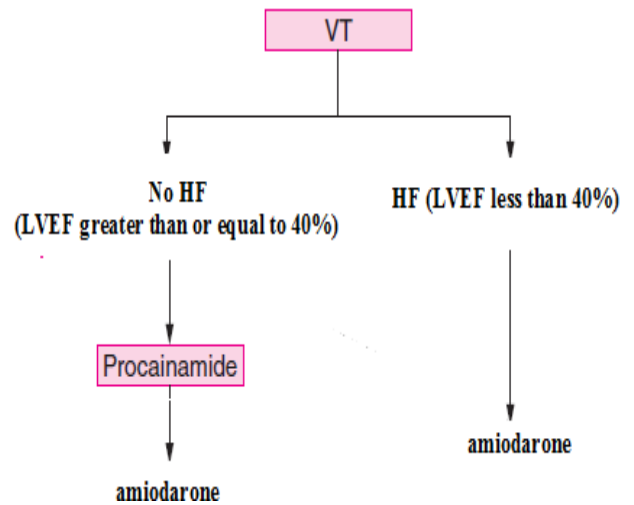 VT
No HF
(LVEF greater than or equal to 40%)
HF (LVEF less than 40%)
Procainamide
amiodarone
amiodarone